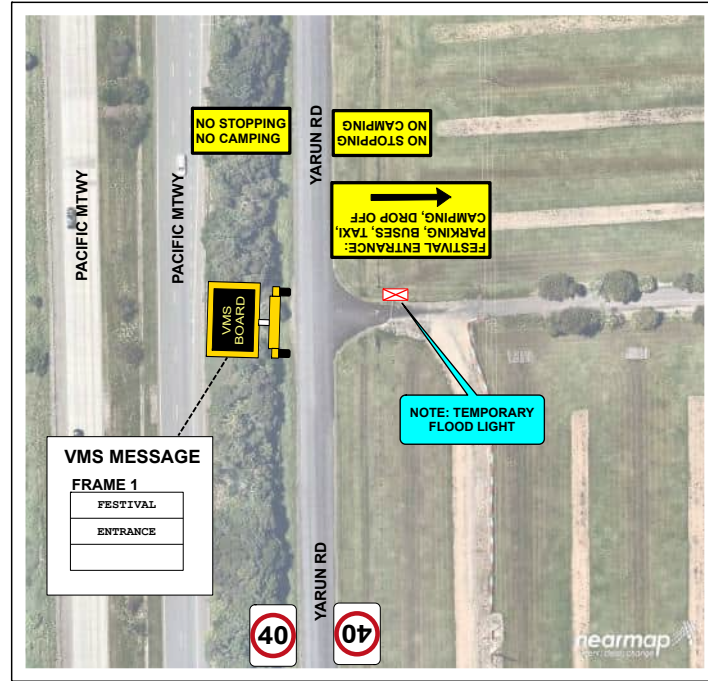 NO STOPPING
NO CAMPING
YARUN RD
NO STOPPING
NO CAMPING
PACIFIC MTWY
PACIFIC MTWY
FESTIVAL ENTRANCE:
PARKING, BUSES, TAXI,
CAMPING, DROP OFF
VMS
BOARD
NOTE: TEMPORARY
FLOOD LIGHT
VMS MESSAGE
FRAME 1
FESTIVAL
ENTRANCE
YARUN RD
40
40
nearmap